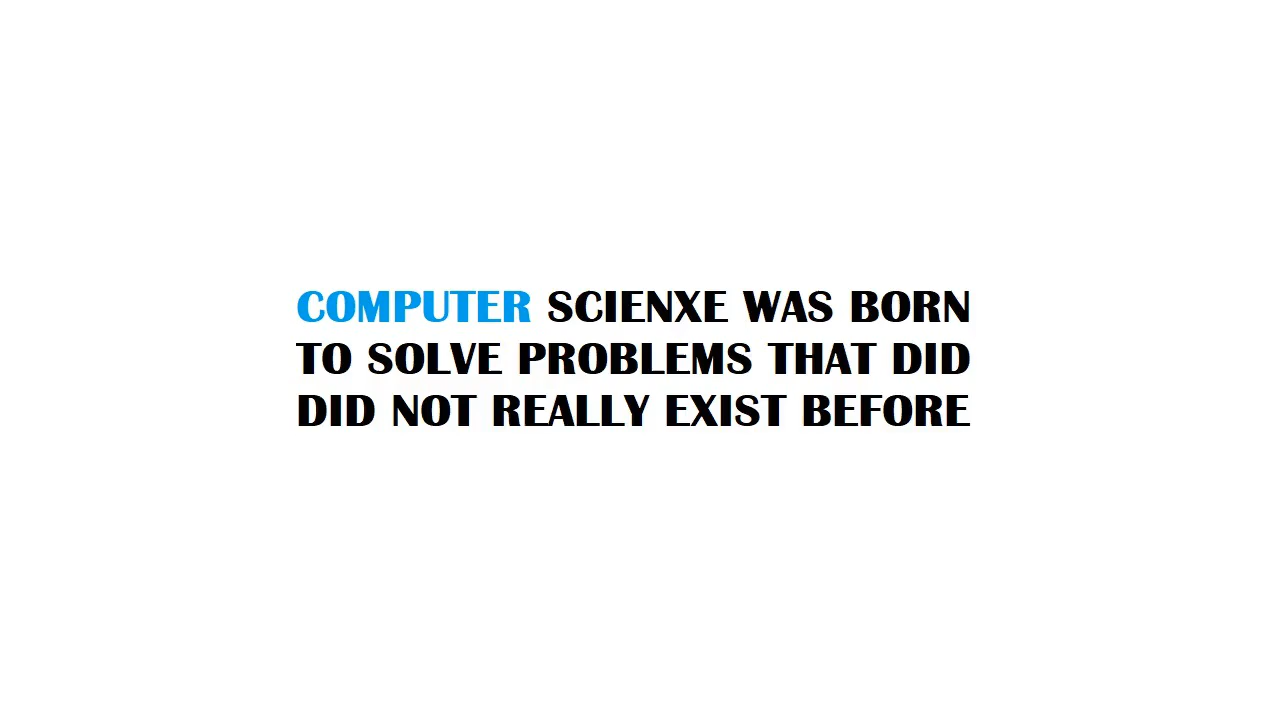 COMPUTER SCIENXE WAS BORN
TO SOLVE PROBLEMS THAT DID
DID NOT REALLY EXIST BEFORE